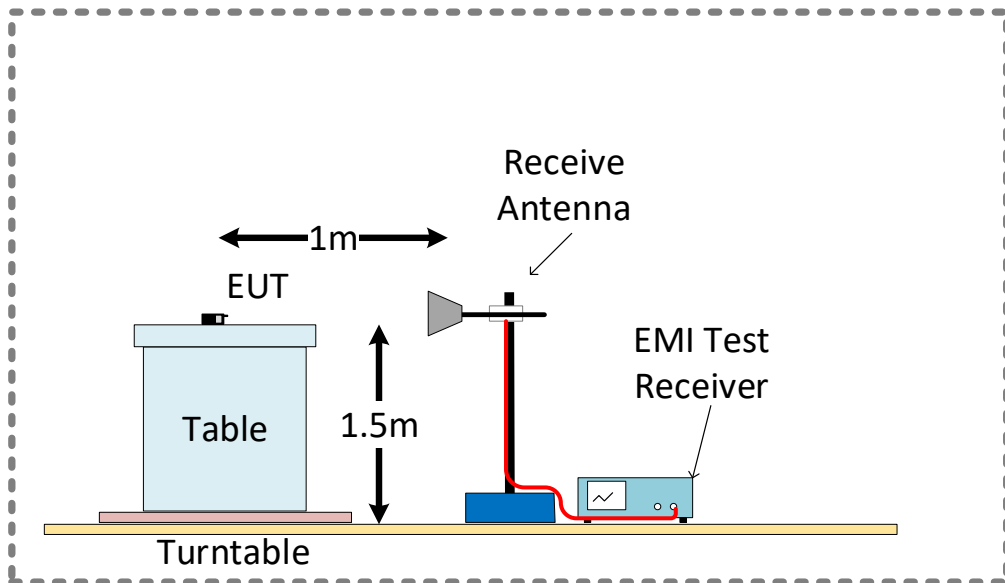 Receive
Antenna
1m
EUT
EMI Test
Receiver
Table
1.5m
Turntable